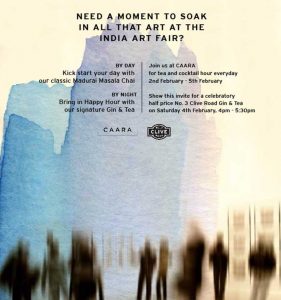 NEED A MOMENT TO SOAK
IN ALL THAT ART AT THE
INDIA ART FAIR?
BY DAY
Kick start your day with
our classic Madurai Masala Chai
BY NIGHT
Bring in Happy Hour with
our signature Gin & Tea
Join us at CAARA
for tea and cocktail hour everyday
2nd february - 5th February
Show this invite for a celebratory
half price No. 3 Clive Road Gin & Tea
on Saturday 4th February, 4pm - 5:30pm
CAARA
CLIVE